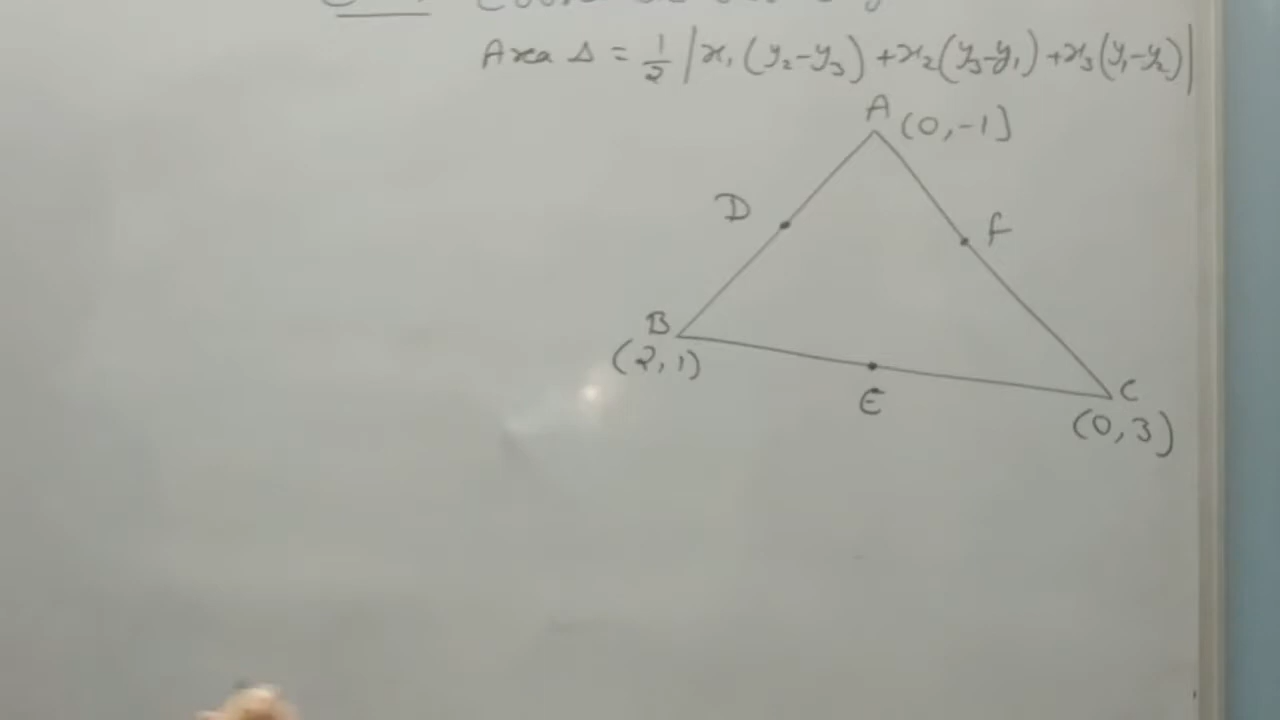 Area Δ = 1/2 |x₁(y₂-y₃)+x₂(y₃-y₁)+x₃(y₁-y₂)|
A (0,-1)
D
F
B
(2,1)
E
C
(0,3)